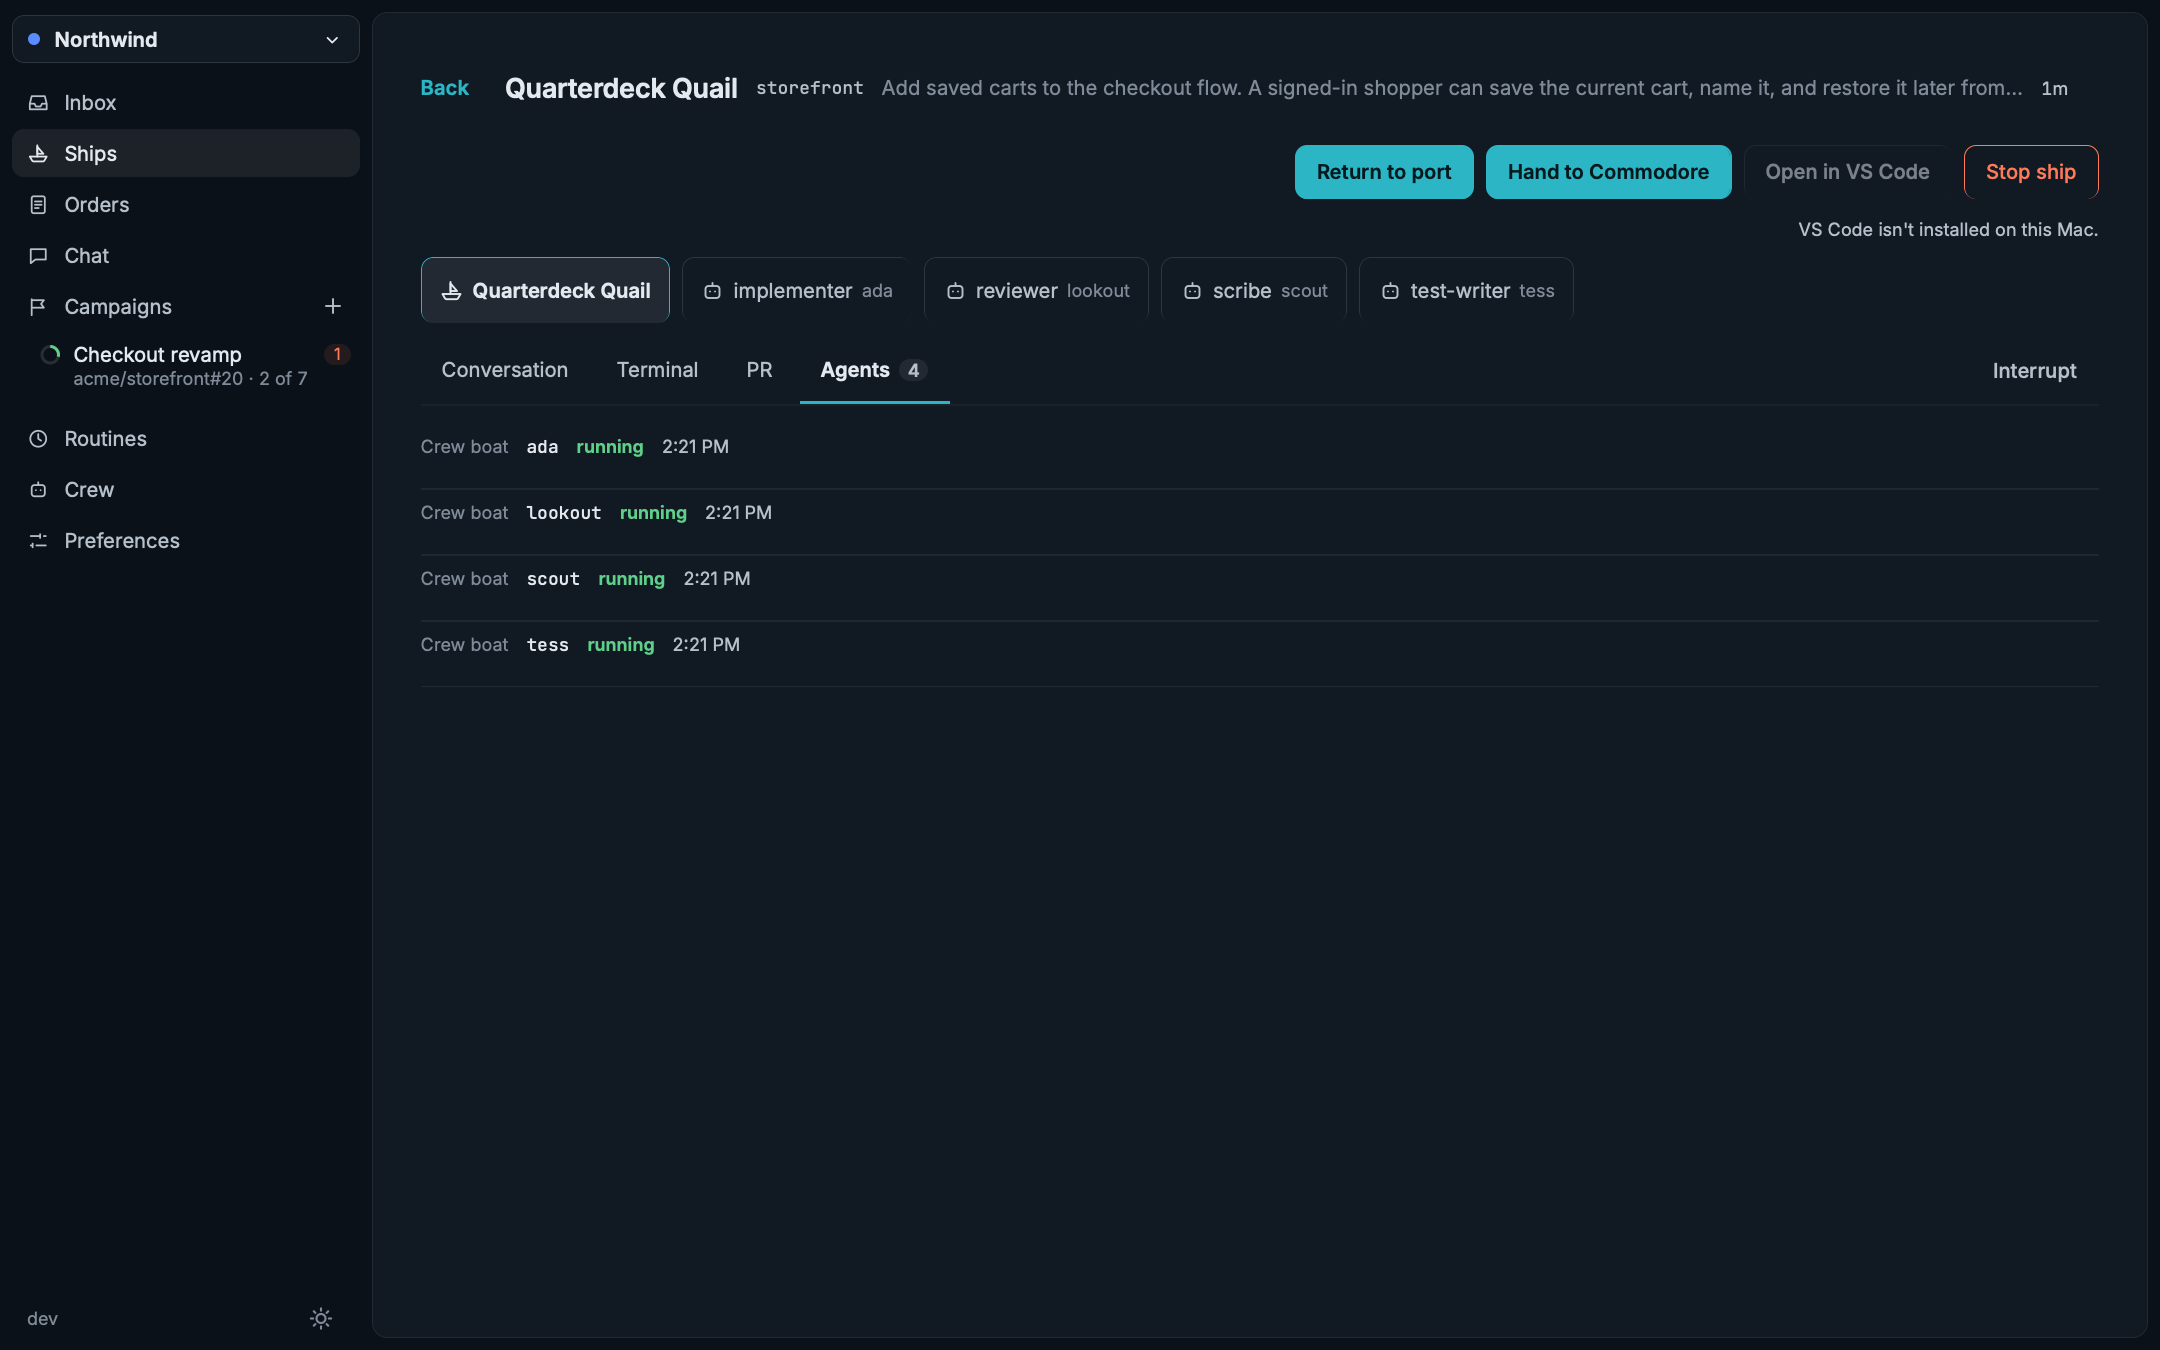 Northwind
Inbox
Ships
Orders
Chat
Campaigns
Checkout revamp 1
acme/storefront#20 · 2 of 7
Routines
Crew
Preferences
dev
Back Quarterdeck Quail storefront Add saved carts to the checkout flow. A signed-in shopper can save the current cart, name it, and restore it later from... 1m
Return to port Hand to Commodore Open in VS Code Stop ship
VS Code isn't installed on this Mac.
Quarterdeck Quail implementer ada reviewer lookout scribe scout test-writer tess
Conversation Terminal PR Agents 4 Interrupt
Crew boat ada running 2:21 PM
Crew boat lookout running 2:21 PM
Crew boat scout running 2:21 PM
Crew boat tess running 2:21 PM